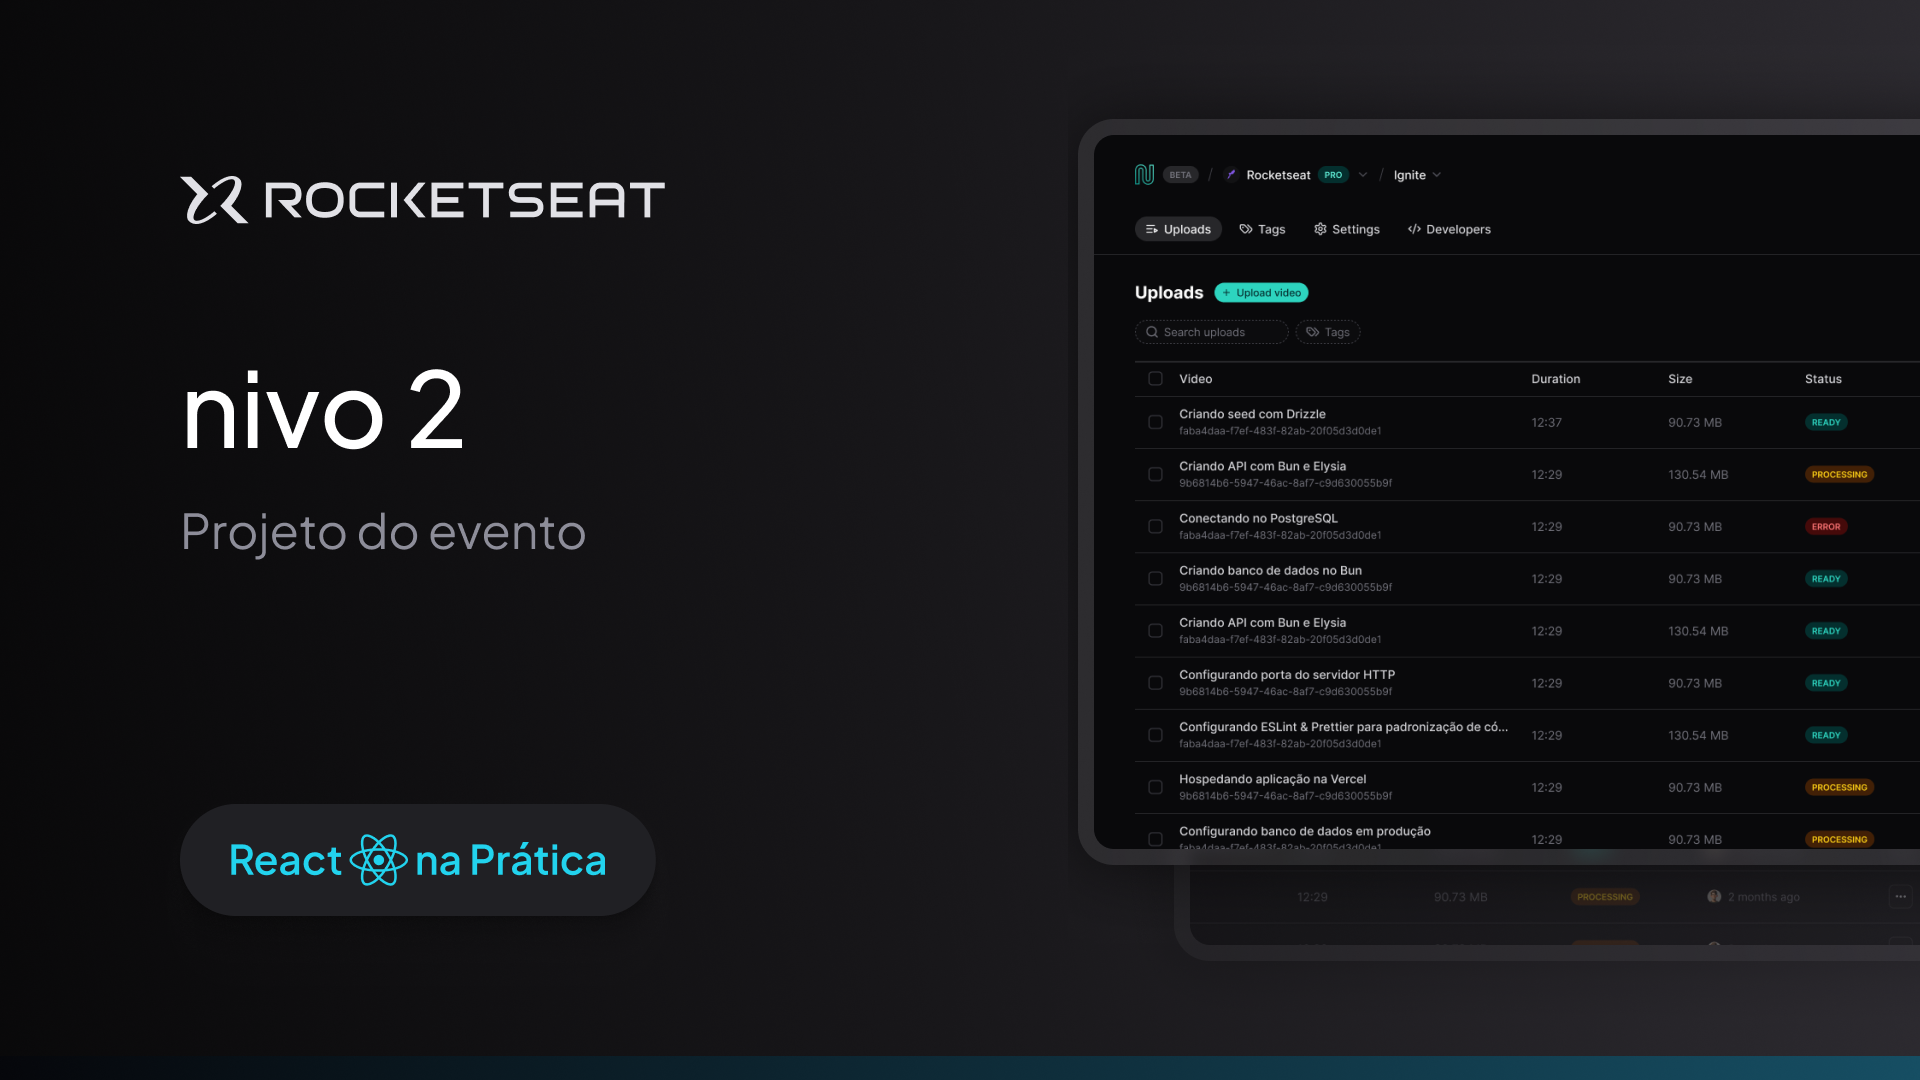 ROCKETSEAT
nivo 2
Projeto do evento
React na Prática
BETA / Rocketseat PRO / Ignite
Uploads Tags Settings Developers
Uploads + Upload video
Search uploads Tags
Video Duration Size Status
Criando seed com Drizzle
faba4daa-f7ef-483f-82ab-20f05d3d0de1 12:37 90.73 MB READY
Criando API com Bun e Elysia
9b6814b6-5947-46ac-8af7-c9d630055b9f 12:29 130.54 MB PROCESSING
Conectando no PostgreSQL
faba4daa-f7ef-483f-82ab-20f05d3d0de1 12:29 90.73 MB ERROR
Criando banco de dados no Bun
9b6814b6-5947-46ac-8af7-c9d630055b9f 12:29 90.73 MB READY
Criando API com Bun e Elysia
faba4daa-f7ef-483f-82ab-20f05d3d0de1 12:29 130.54 MB READY
Configurando porta do servidor HTTP
9b6814b6-5947-46ac-8af7-c9d630055b9f 12:29 90.73 MB READY
Configurando ESLint & Prettier para padronização de có...
faba4daa-f7ef-483f-82ab-20f05d3d0de1 12:29 130.54 MB READY
Hospedando aplicação na Vercel
9b6814b6-5947-46ac-8af7-c9d630055b9f 12:29 90.73 MB PROCESSING
Configurando banco de dados em produção
faba4daa-f7ef-483f-82ab-20f05d3d0de1 12:29 90.73 MB PROCESSING
12:29 90.73 MB PROCESSING 2 months ago